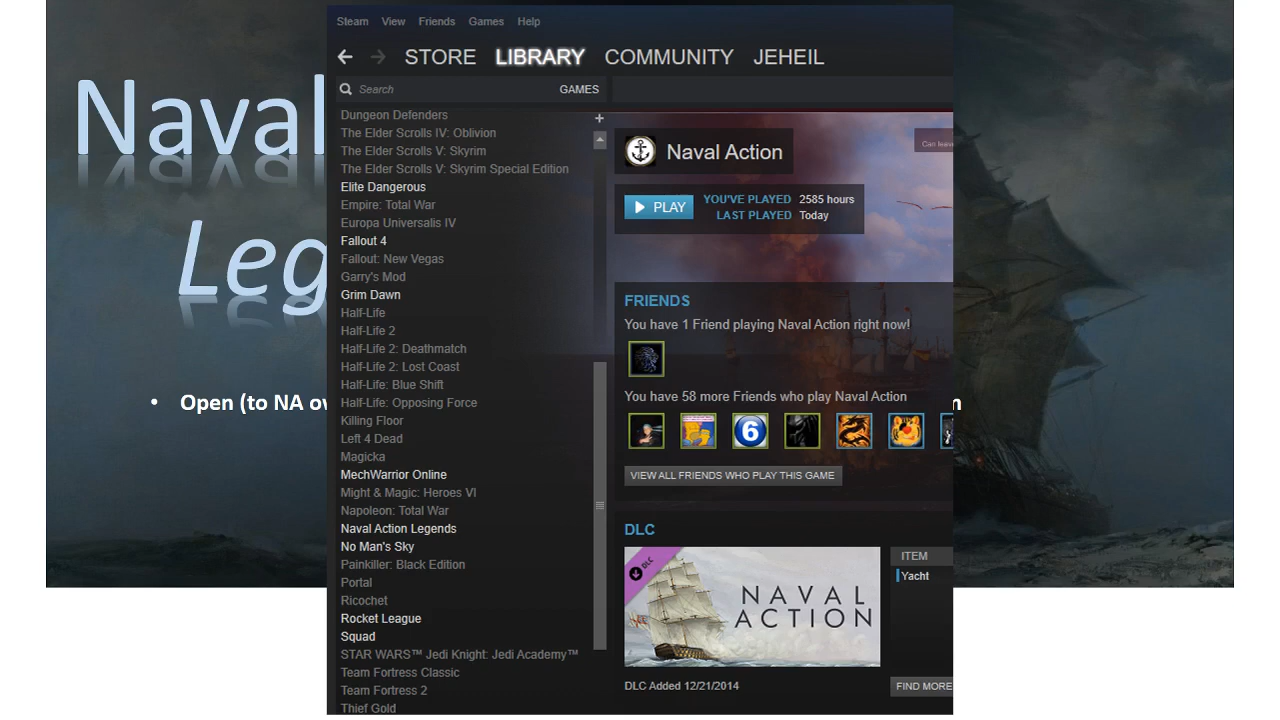 Naval
Leg
• Open (to NA ov
n
Steam View Friends Games Help
STORE LIBRARY COMMUNITY JEHEIL
Search GAMES
Dungeon Defenders
The Elder Scrolls IV: Oblivion
The Elder Scrolls V: Skyrim
The Elder Scrolls V: Skyrim Special Edition
Elite Dangerous
Empire: Total War
Europa Universalis IV
Fallout 4
Fallout: New Vegas
Garry's Mod
Grim Dawn
Half-Life
Half-Life 2
Half-Life 2: Deathmatch
Half-Life 2: Lost Coast
Half-Life: Blue Shift
Half-Life: Opposing Force
Killing Floor
Left 4 Dead
Magicka
MechWarrior Online
Might & Magic: Heroes VI
Napoleon: Total War
Naval Action Legends
No Man's Sky
Painkiller: Black Edition
Portal
Ricochet
Rocket League
Squad
STAR WARS™ Jedi Knight: Jedi Academy™
Team Fortress Classic
Team Fortress 2
Thief Gold
Naval Action
Can leav
PLAY
YOU'VE PLAYED 2585 hours
LAST PLAYED Today
FRIENDS
You have 1 Friend playing Naval Action right now!
You have 58 more Friends who play Naval Action
6
VIEW ALL FRIENDS WHO PLAY THIS GAME
DLC
DLC
NAVAL
ACTION
ITEM
Yacht
DLC Added 12/21/2014
FIND MORE